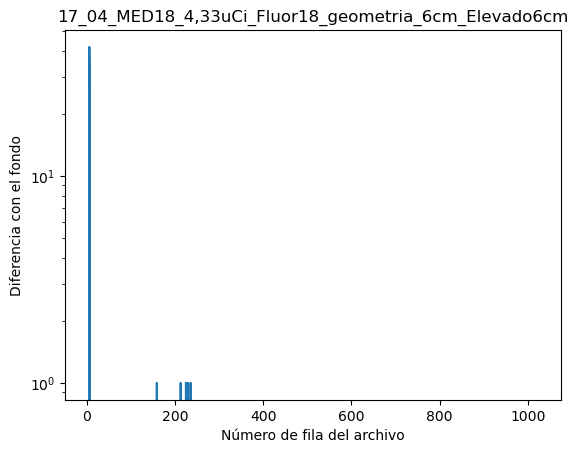 17_04_MED18_4,33uCi_Fluor18_geometria_6cm_Elevado6cm
Diferencia con el fondo
10¹
10⁰
0 200 400 600 800 1000
Número de fila del archivo